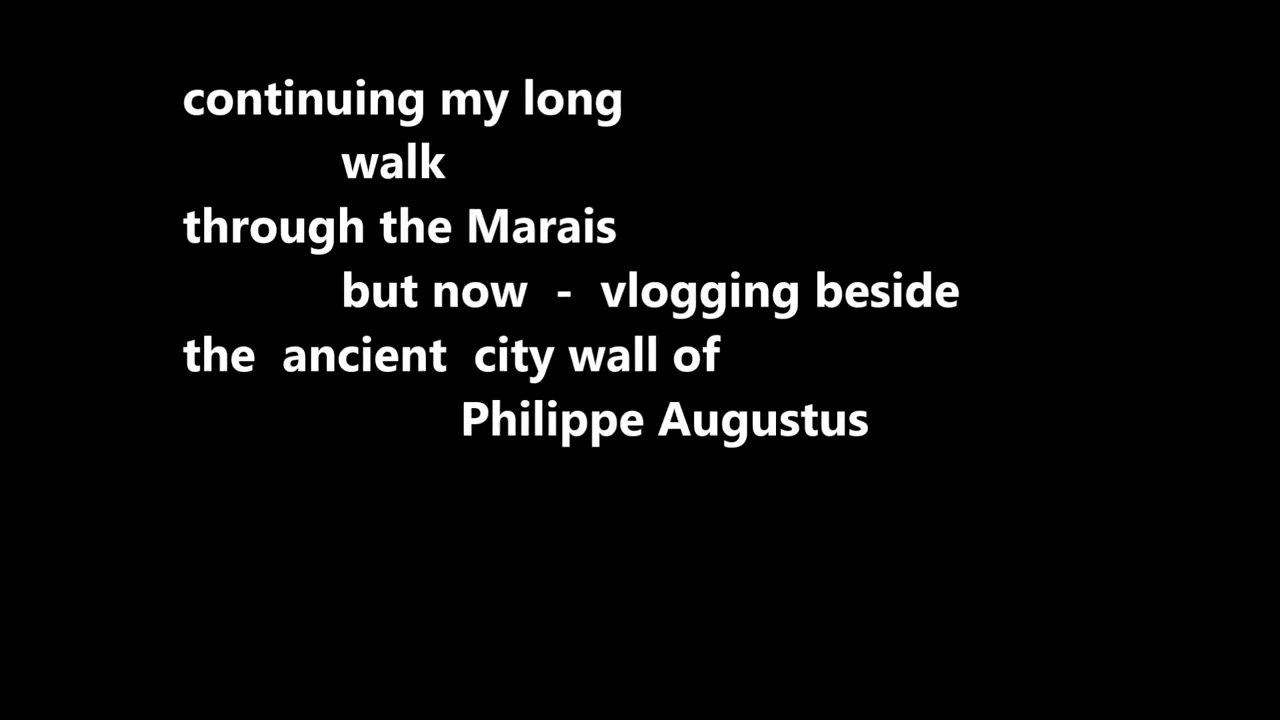 continuing my long
walk
through the Marais
but now - vlogging beside
the ancient city wall of
Philippe Augustus